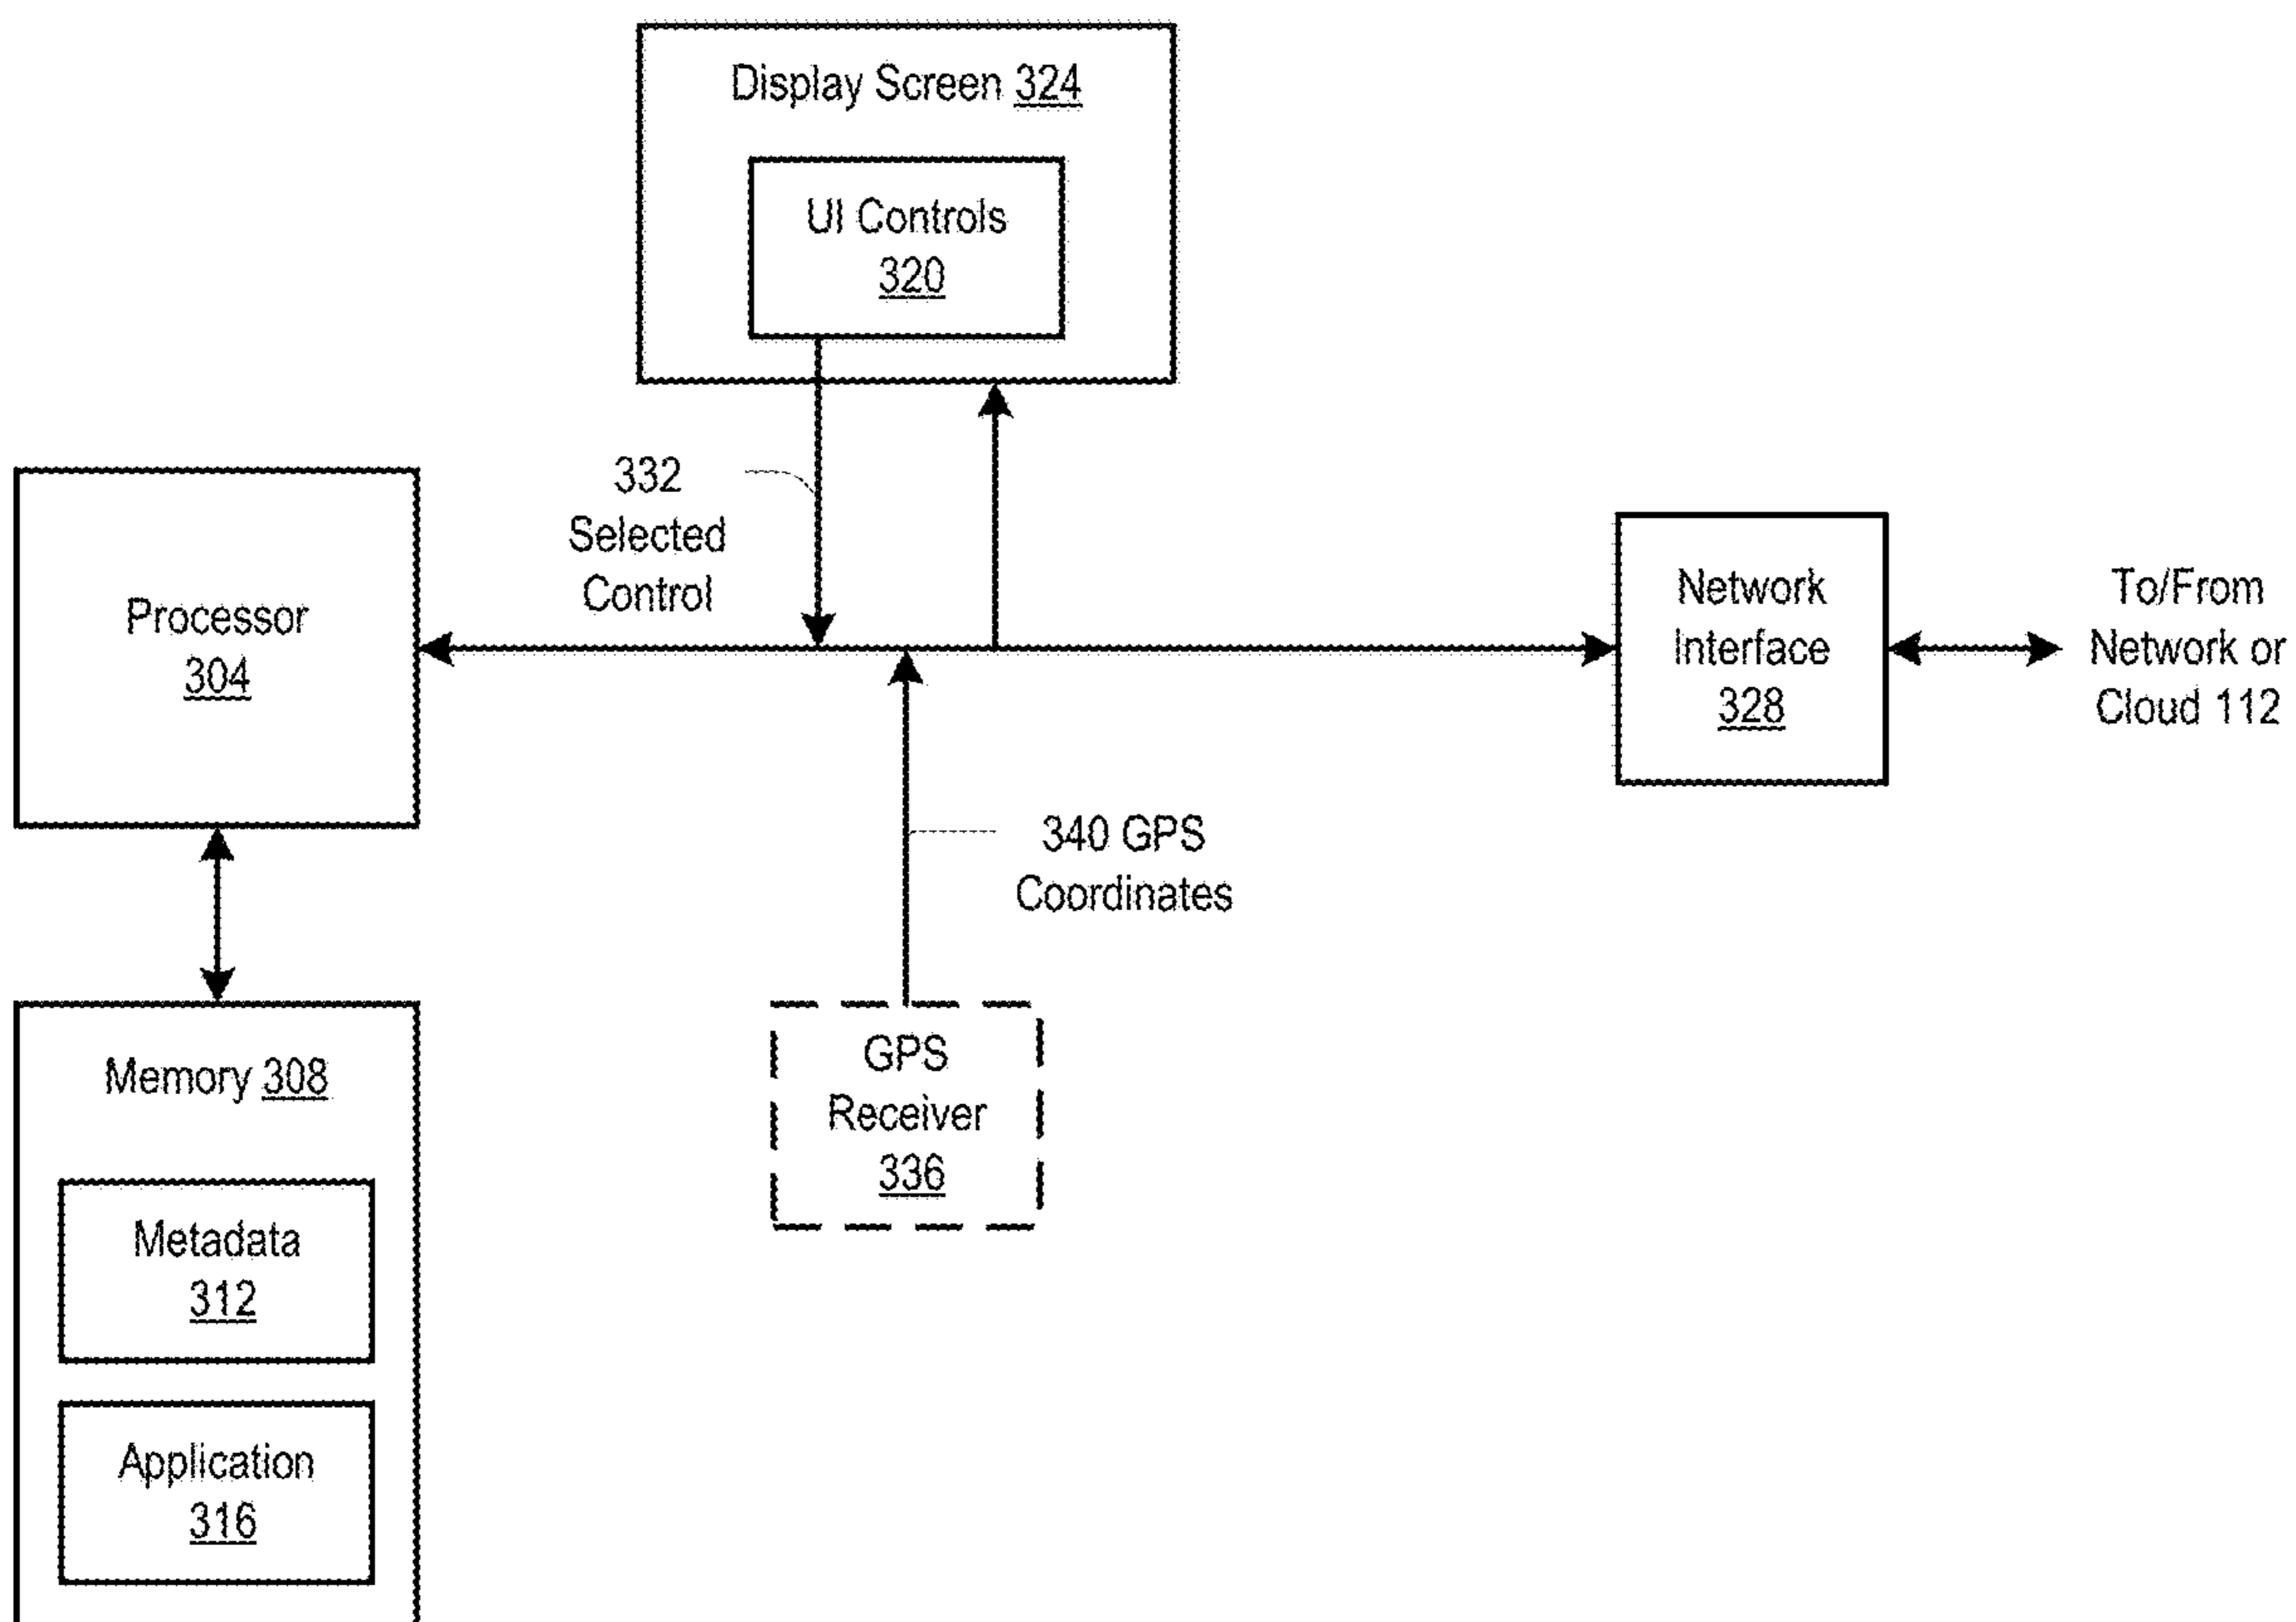 Display Screen 324
UI Controls
320
332
Selected
Control
Processor
304
Network
Interface
328
To/From
Network or
Cloud 112
340 GPS
Coordinates
GPS
Receiver
336
Memory 308
Metadata
312
Application
316